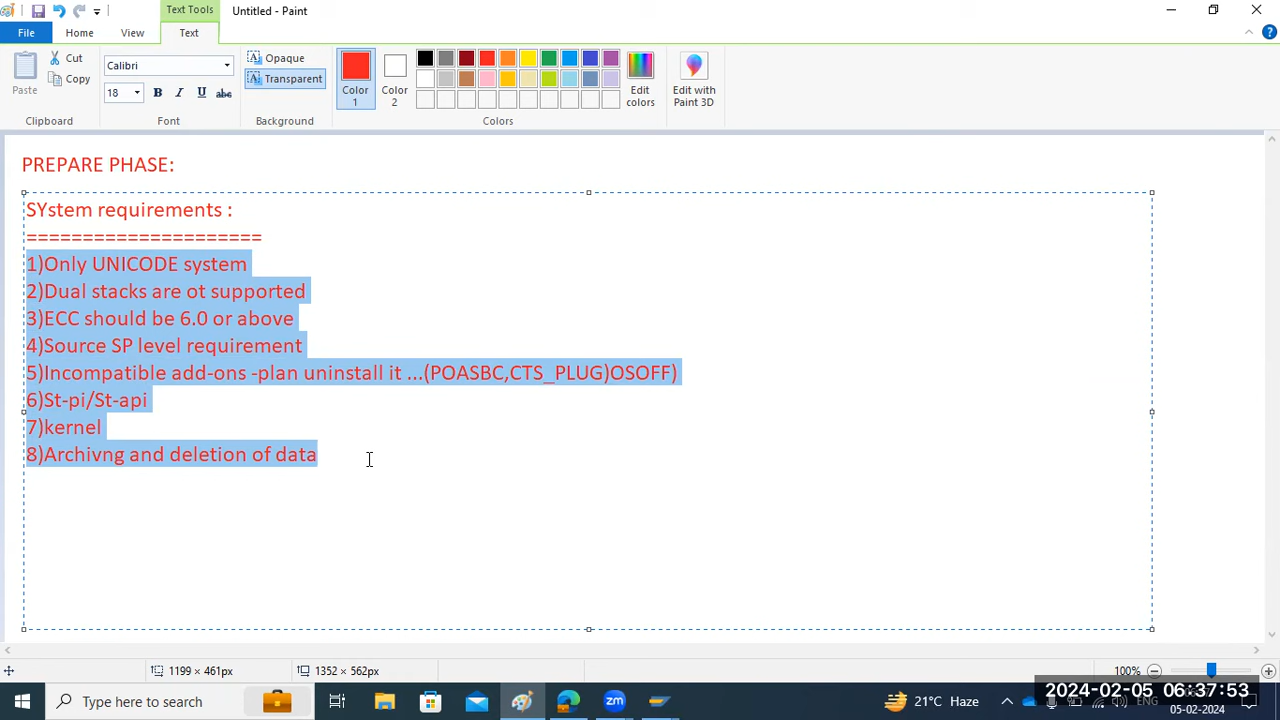 Text Tools
Untitled - Paint
File
Home
View
Text
Paste
Cut
Copy
Clipboard
Calibri
18
B I U abc
Font
Opaque
Transparent
Background
Color 1
Color 2
Edit colors
Edit with Paint 3D
Colors
PREPARE PHASE:
SYstem requirements :
=====================
1)Only UNICODE system
2)Dual stacks are ot supported
3)ECC should be 6.0 or above
4)Source SP level requirement
5)Incompatible add-ons -plan uninstall it ...(POASBC,CTS_PLUG)OSOFF)
6)St-pi/St-api
7)kernel
8)Archivng and deletion of data
1199 × 461px
1352 × 562px
100%
Type here to search
zm
21°C Haze
ENG
2024-02-05 06:37:53
05-02-2024